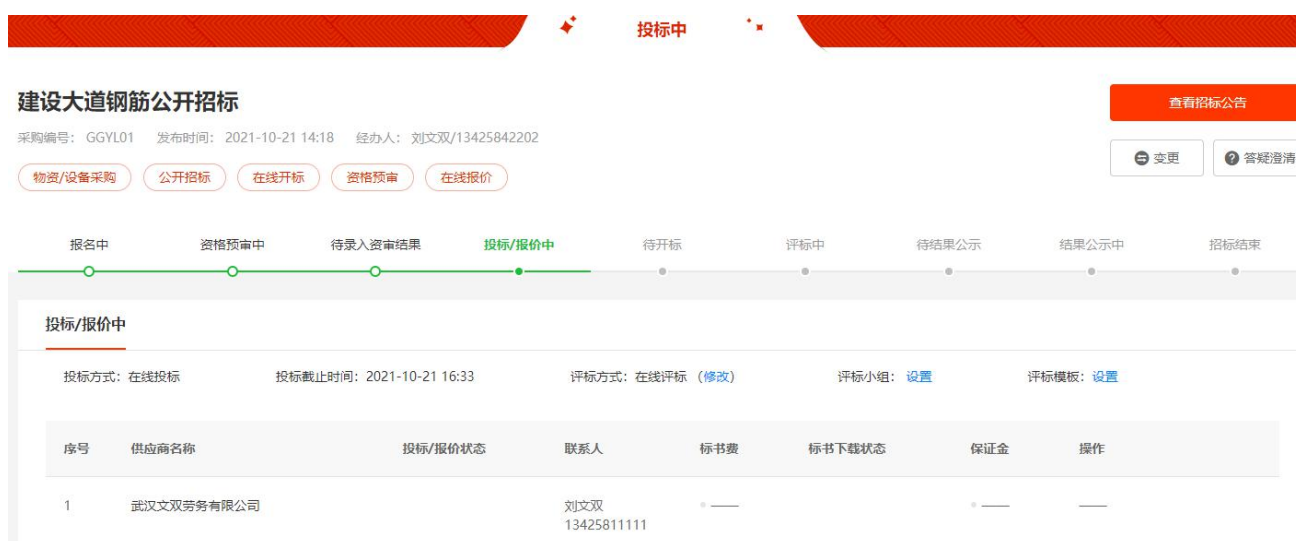 投标中
建设大道钢筋公开招标
查看招标公告
采购编号： GGYL01 发布时间： 2021-10-21 14:18 经办人： 刘文双/13425842202
变更 答疑澄清
物资/设备采购 公开招标 在线开标 资格预审 在线报价
报名中 资格预审中 待录入资审结果 投标/报价中 待开标 评标中 待结果公示 结果公示中 招标结束
投标/报价中
投标方式：在线投标 投标截止时间：2021-10-21 16:33 评标方式：在线评标 （修改） 评标小组： 设置 评标模板：设置
序号 供应商名称 投标/报价状态 联系人 标书费 标书下载状态 保证金 操作
1 武汉文双劳务有限公司 刘文双 —— —— ——
13425811111